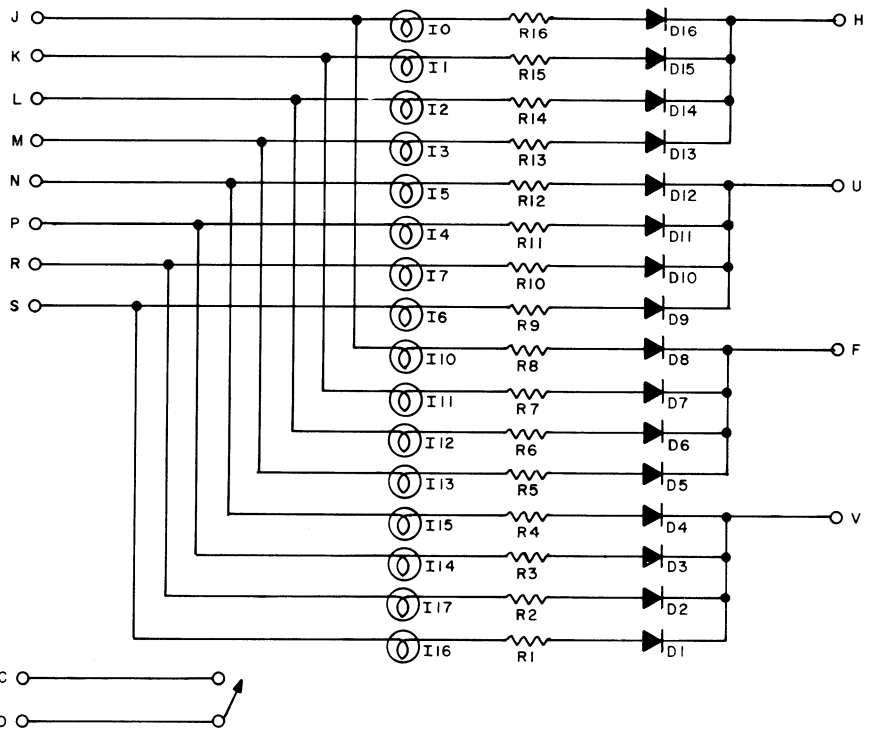 J I0 R16 D16 H
K I1 R15 D15
L I2 R14 D14
M I3 R13 D13
N I5 R12 D12 U
P I4 R11 D11
R I7 R10 D10
S I6 R9 D9
I10 R8 D8 F
I11 R7 D7
I12 R6 D6
I13 R5 D5
I15 R4 D4 V
I14 R3 D3
I17 R2 D2
I16 R1 D1
C
D